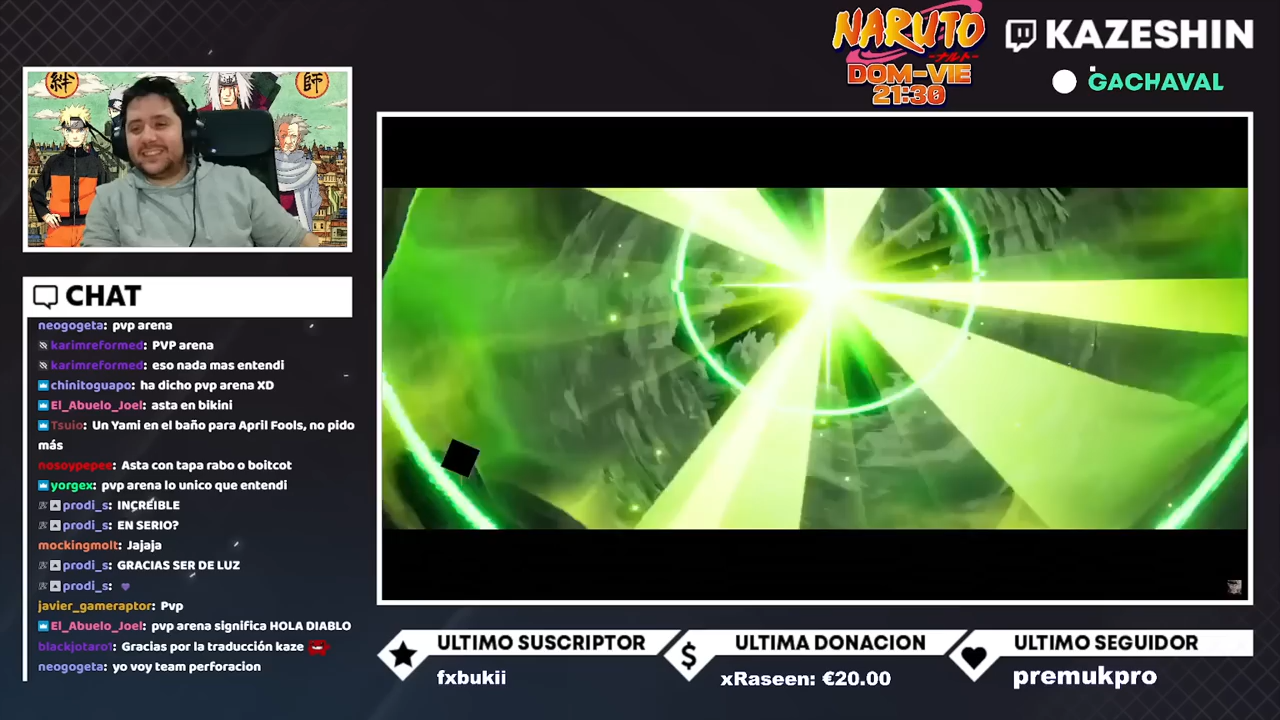 NARUTO
-ナルト-
DOM-VIE
21:30
KAZESHIN
GACHAVAL
絆
師
CHAT
neogogeta: pvp arena
karimreformed: PVP arena
karimreformed: eso nada mas entendi
chinitoguapo: ha dicho pvp arena XD
El_Abuelo_Joel: asta en bikini
Tsuio: Un Yami en el baño para April Fools, no pido
más
nosoypepee: Asta con tapa rabo o boitcot
yorgex: pvp arena lo unico que entendi
prodi_s: INCREIBLE
prodi_s: EN SERIO?
mockingmolt: Jajaja
prodi_s: GRACIAS SER DE LUZ
prodi_s: 💜
javier_gameraptor: Pvp
El_Abuelo_Joel: pvp arena significa HOLA DIABLO
blackjotaro1: Gracias por la traducción kaze
neogogeta: yo voy team perforacion
ULTIMO SUSCRIPTOR
fxbukii
ULTIMA DONACION
xRaseen: €20.00
ULTIMO SEGUIDOR
premukpro